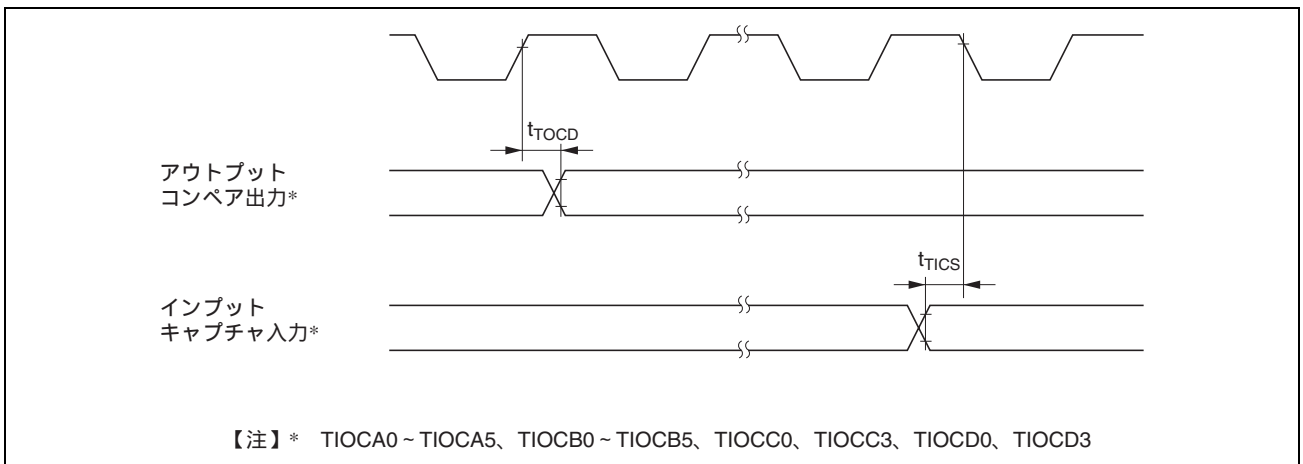 tTOCD
アウトプット
コンペア出力*
tTICS
インプット
キャプチャ入力*
【注】* TIOCA0 ~ TIOCA5、TIOCB0 ~ TIOCB5、TIOCC0、TIOCC3、TIOCD0、TIOCD3